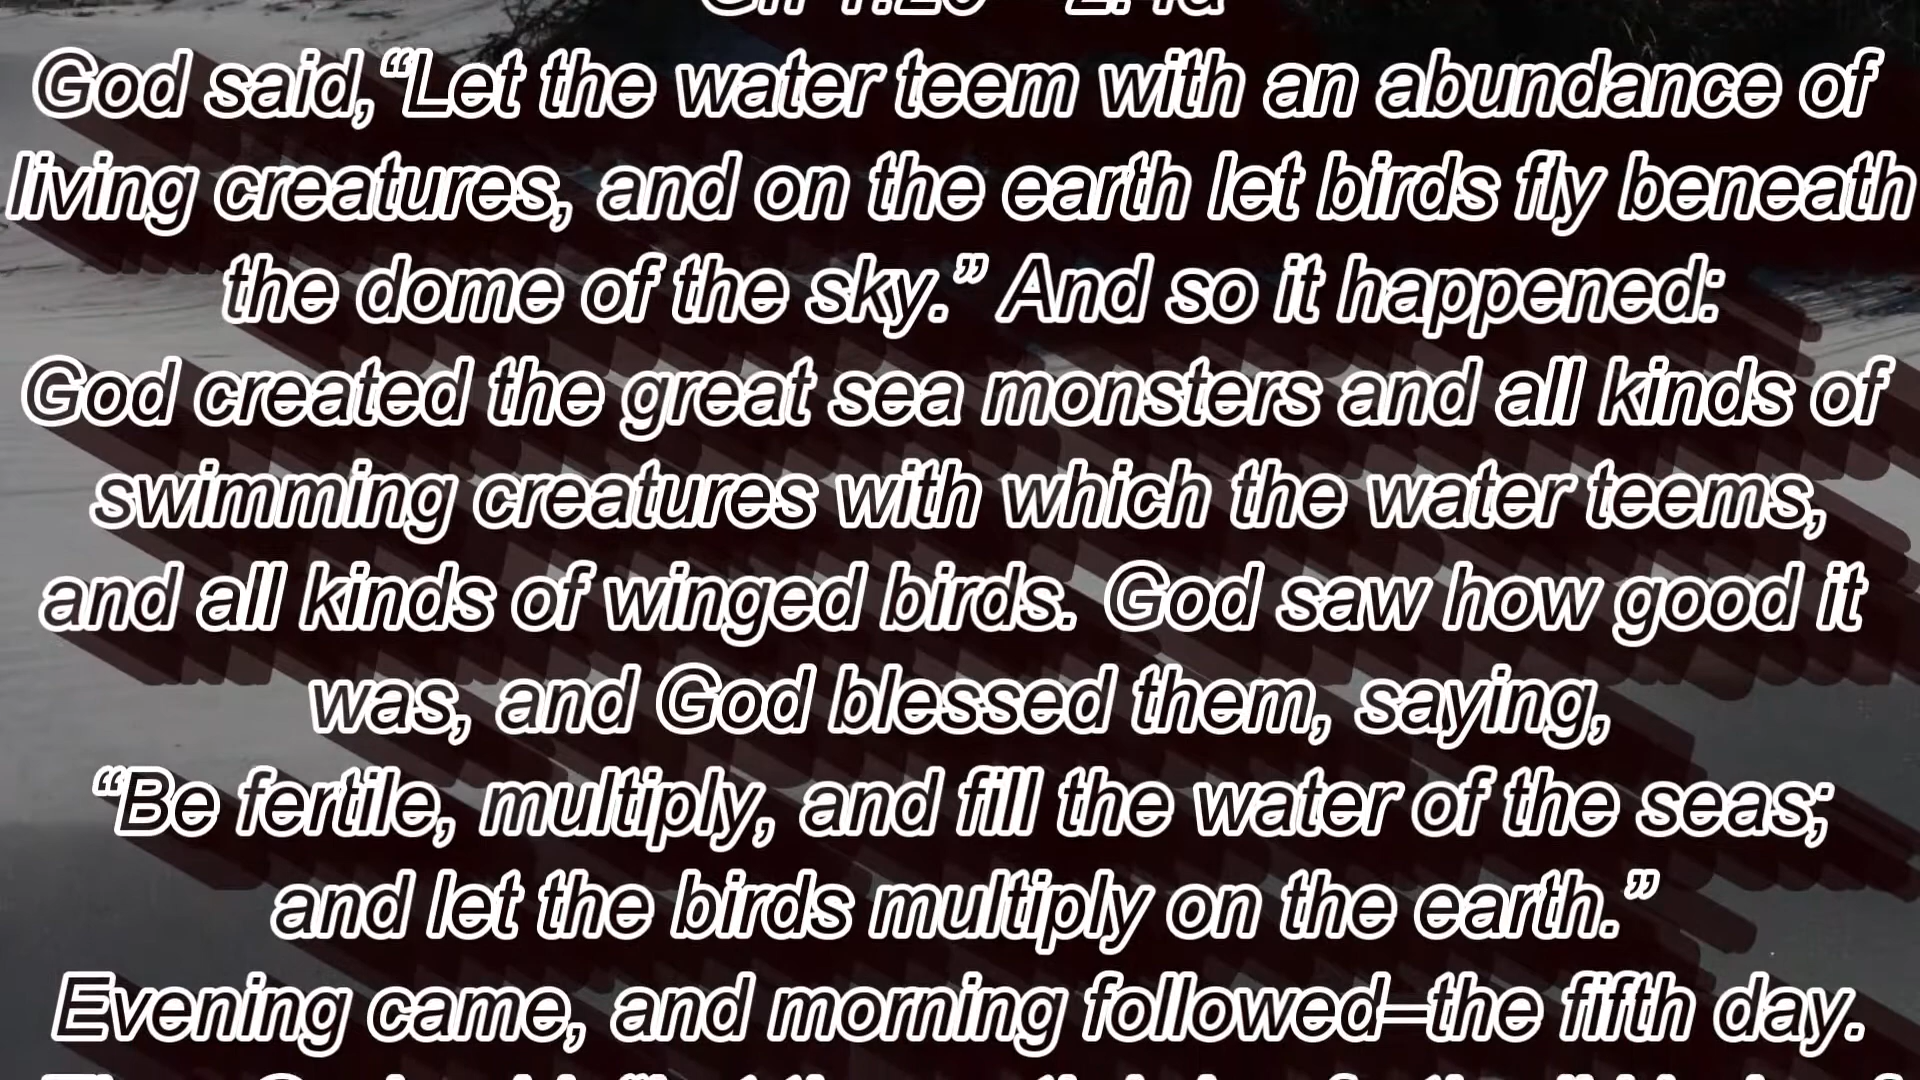 God said, “Let the water teem with an abundance of
living creatures, and on the earth let birds fly beneath
the dome of the sky.” And so it happened:
God created the great sea monsters and all kinds of
swimming creatures with which the water teems,
and all kinds of winged birds. God saw how good it
was, and God blessed them, saying,
“Be fertile, multiply, and fill the water of the seas;
and let the birds multiply on the earth.”
Evening came, and morning followed–the fifth day.